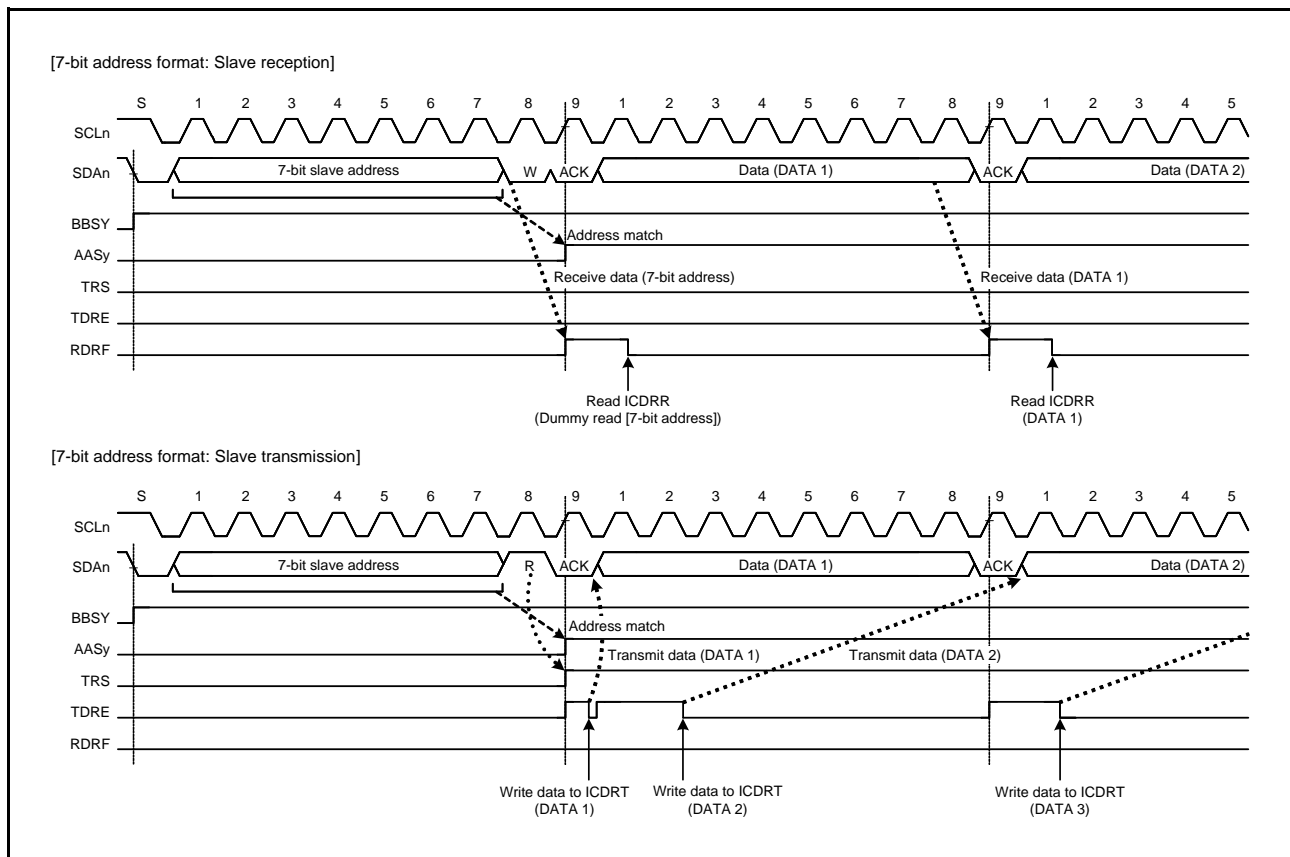 [7-bit address format: Slave reception]
S 1 2 3 4 5 6 7 8 9 1 2 3 4 5 6 7 8 9 1 2 3 4 5
SCLn
SDAn 7-bit slave address W ACK Data (DATA 1) ACK Data (DATA 2)
BBSY
Address match
AASy
Receive data (7-bit address) Receive data (DATA 1)
TRS
TDRE
RDRF
Read ICDRR Read ICDRR
(Dummy read [7-bit address]) (DATA 1)
[7-bit address format: Slave transmission]
S 1 2 3 4 5 6 7 8 9 1 2 3 4 5 6 7 8 9 1 2 3 4 5
SCLn
SDAn 7-bit slave address R ACK Data (DATA 1) ACK Data (DATA 2)
BBSY
Address match
AASy
Transmit data (DATA 1) Transmit data (DATA 2)
TRS
TDRE
RDRF
Write data to ICDRT Write data to ICDRT Write data to ICDRT
(DATA 1) (DATA 2) (DATA 3)